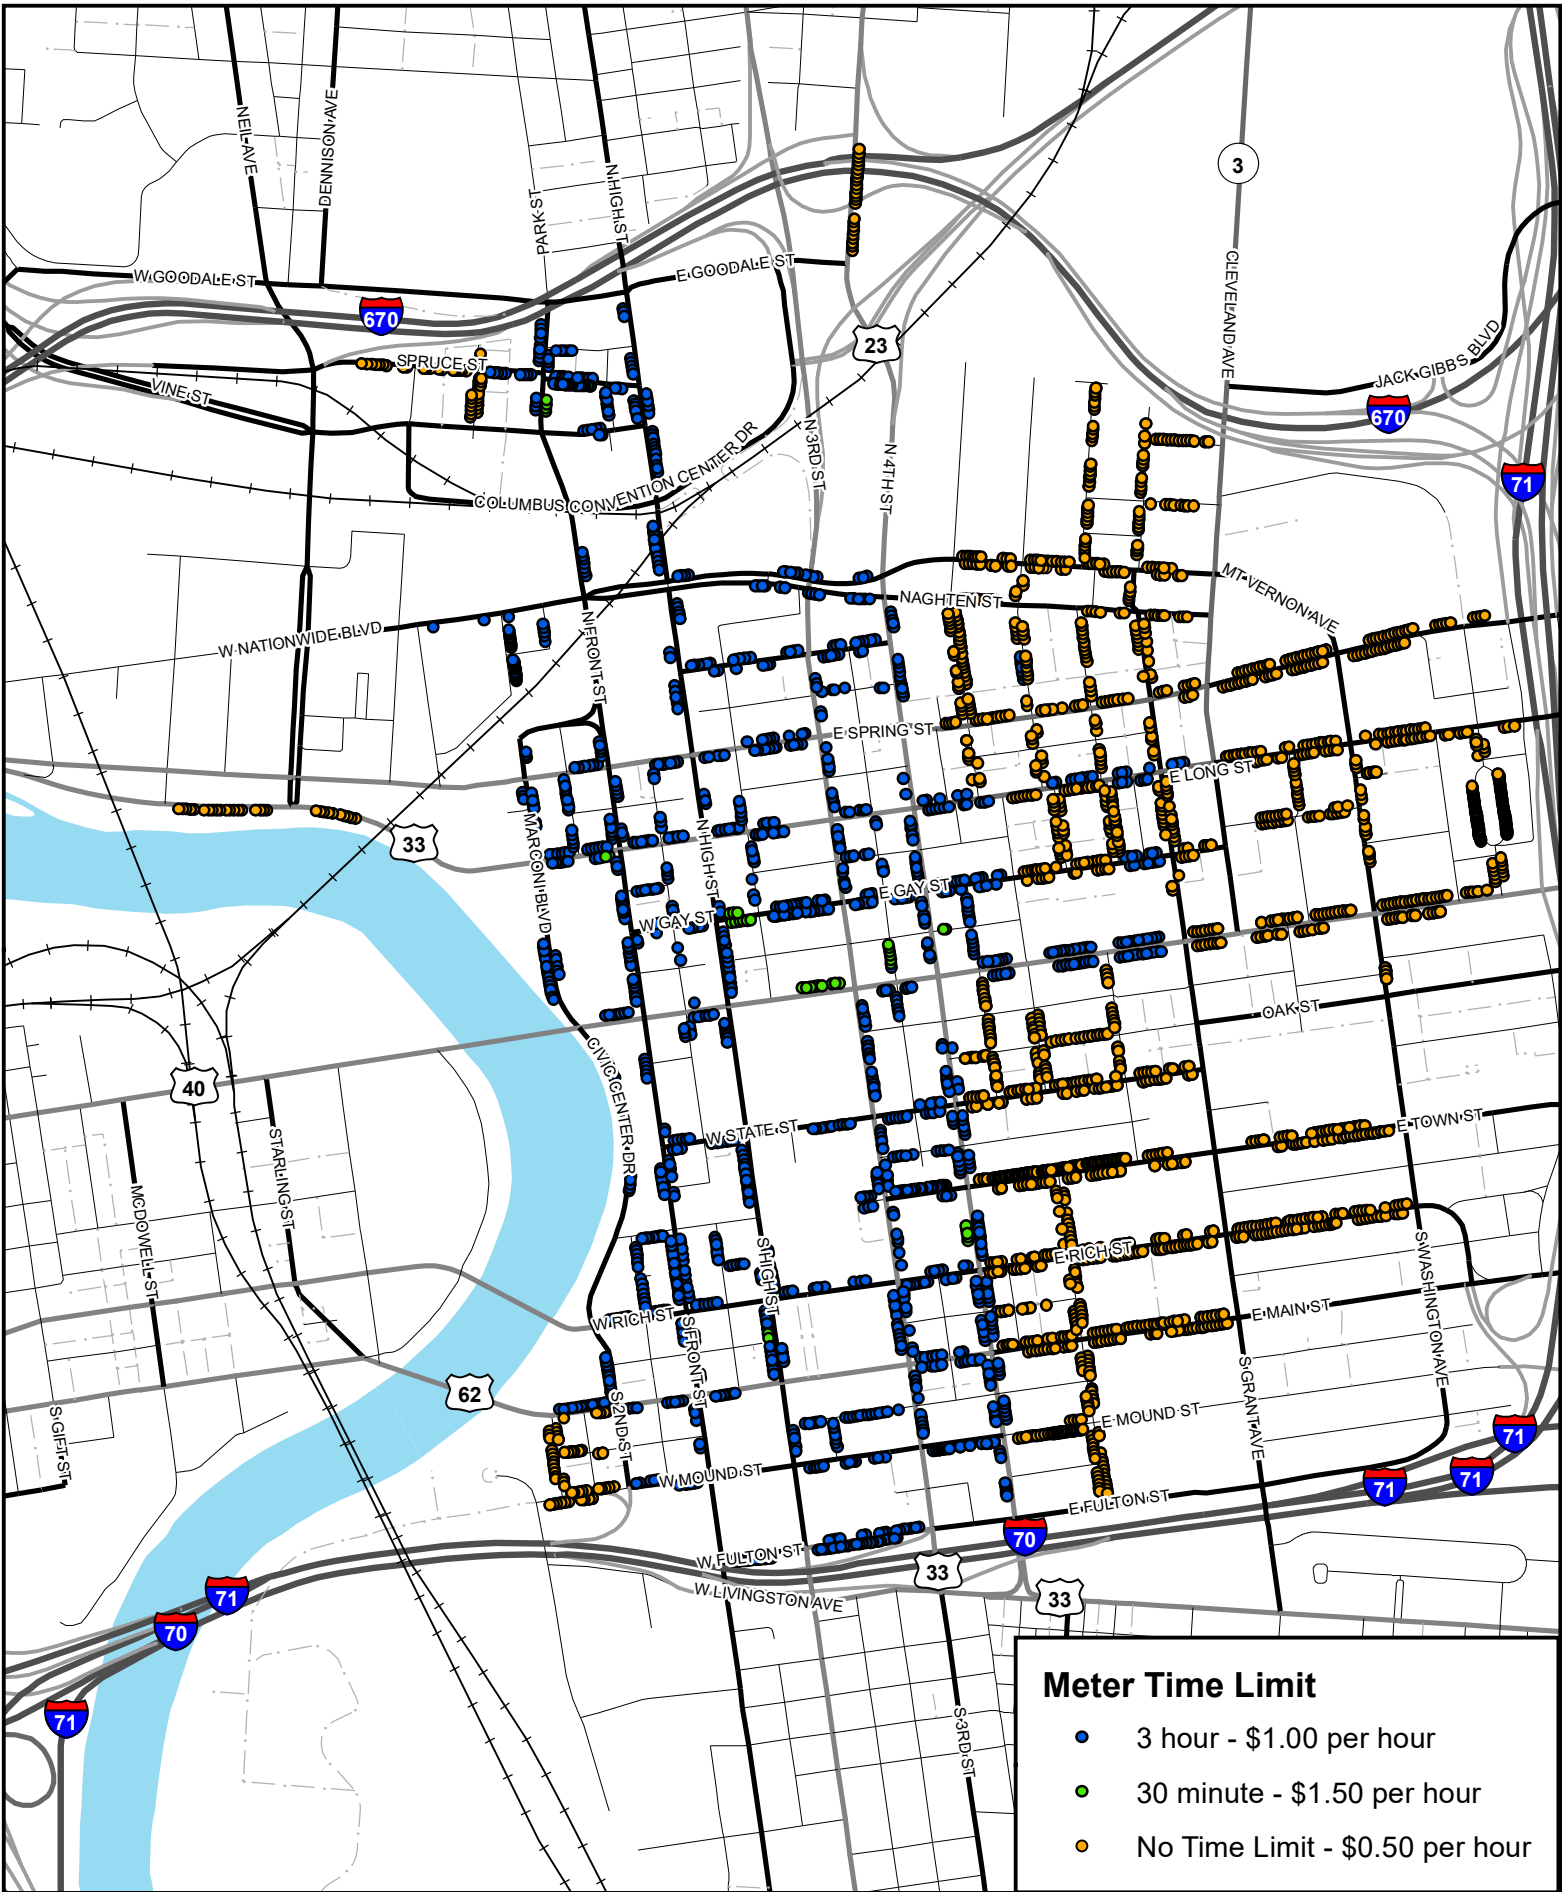 NEIL AVE
DENNISON AVE
PARK ST
N HIGH ST
3
W GOODALE ST
E GOODALE ST
CLEVELAND AVE
670
23
SPRUCE ST
VINE ST
JACK GIBBS BLVD
670
N 3RD ST
N 4TH ST
COLUMBUS CONVENTION CENTER DR
71
MT VERNON AVE
NAGHTEN ST
W NATIONWIDE BLVD
N FRONT ST
E SPRING ST
E LONG ST
33
MARCONI BLVD
N HIGH ST
E GAY ST
W GAY ST
OAK ST
40
CIVIC CENTER DR
STARLING ST
W STATE ST
E TOWN ST
MCDOWELL ST
S HIGH ST
E RICH ST
S WASHINGTON AVE
W RICH ST
S FRONT ST
E MAIN ST
62
S 2ND ST
S GRANT AVE
S GIFT ST
E MOUND ST
71
W MOUND ST
71
71
E FULTON ST
70
W FULTON ST
33
W LIVINGSTON AVE
33
71
70
71
S 3RD ST
Meter Time Limit
3 hour - $1.00 per hour
30 minute - $1.50 per hour
No Time Limit - $0.50 per hour